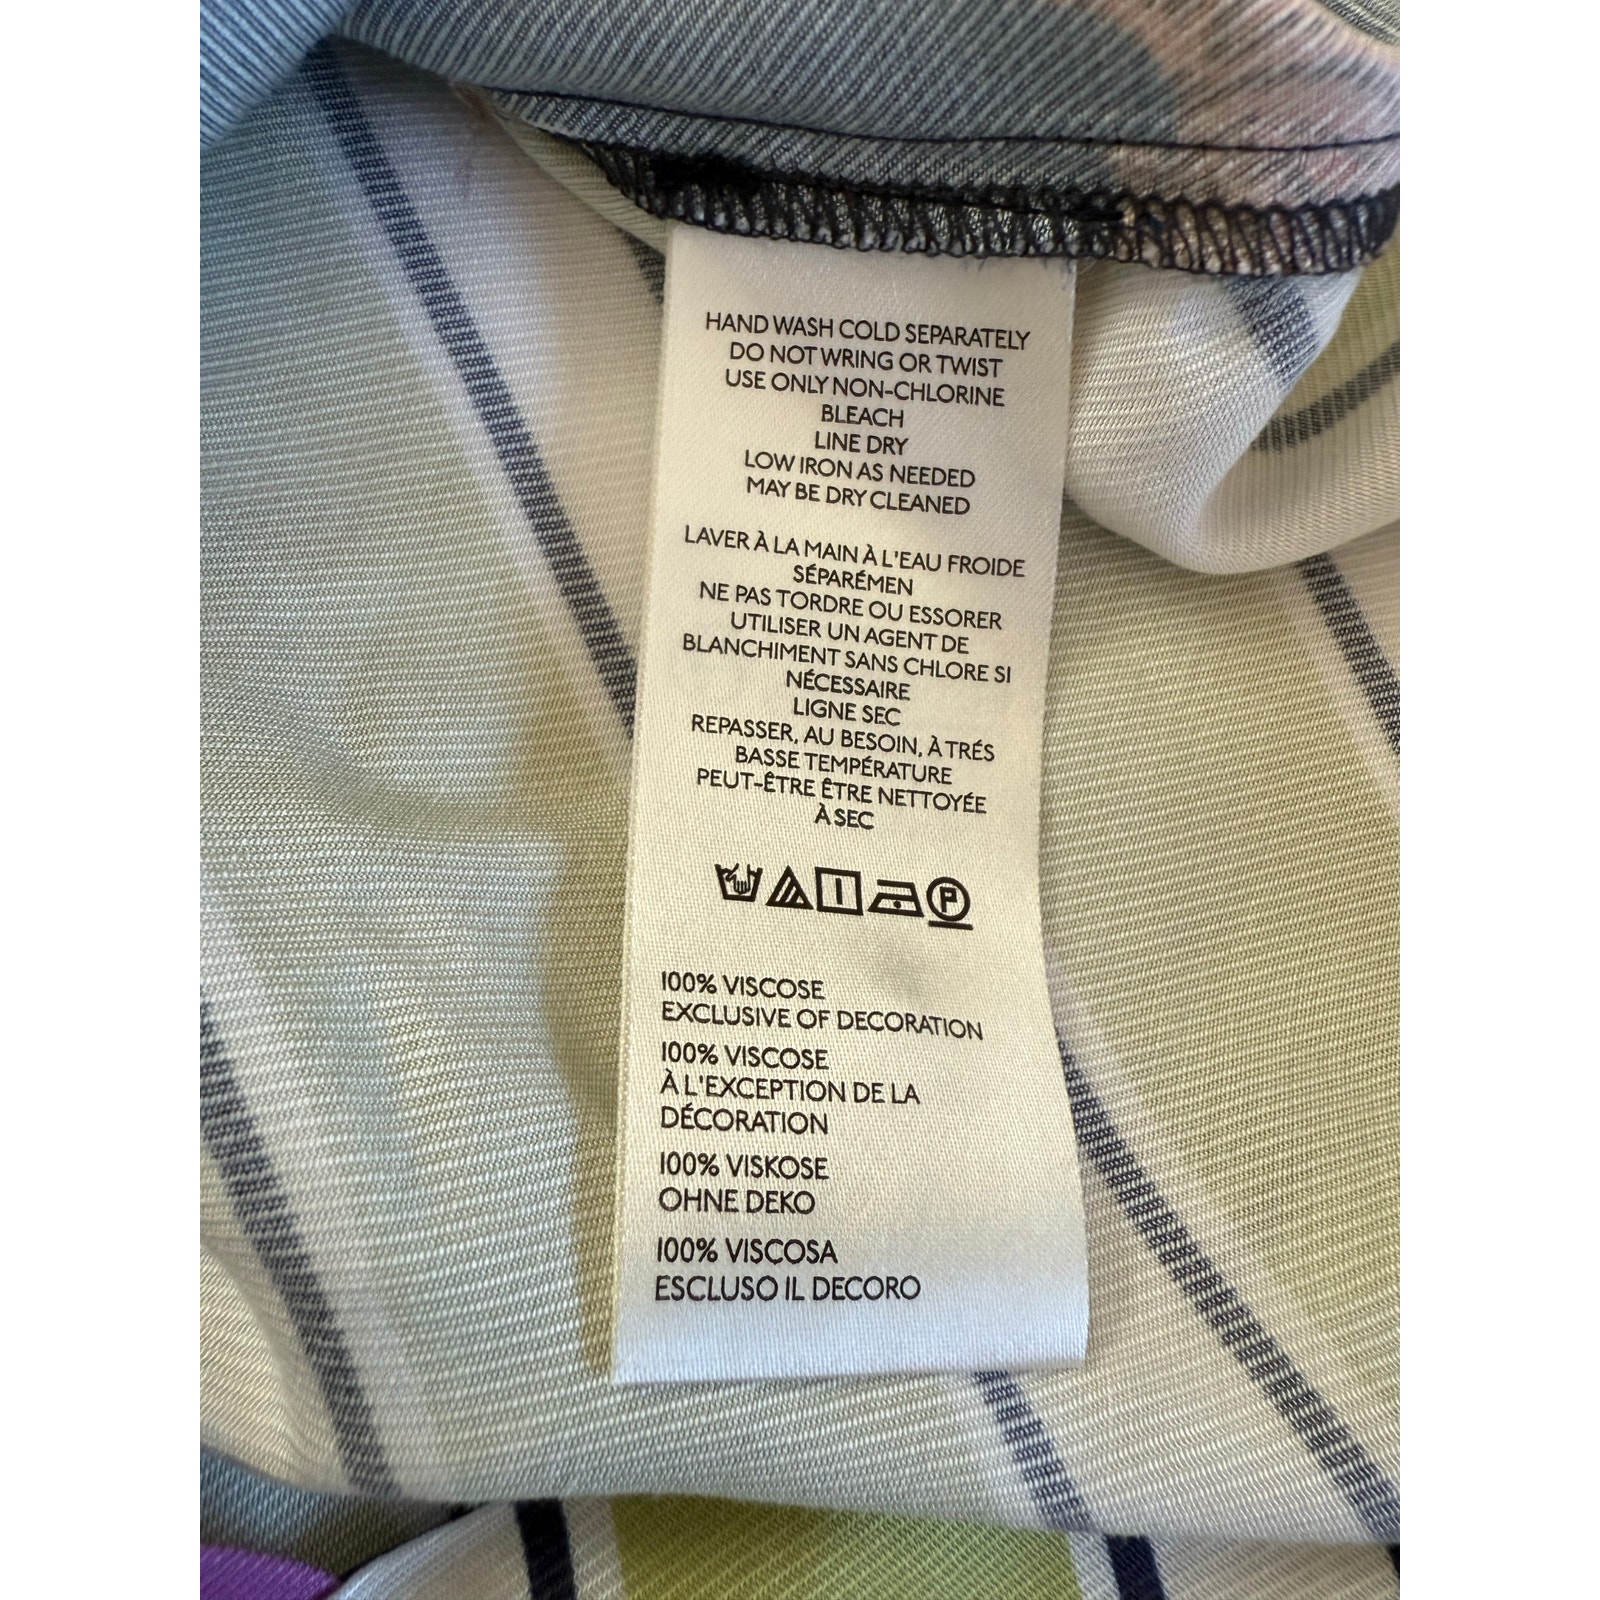 HAND WASH COLD SEPARATELY
DO NOT WRING OR TWIST
USE ONLY NON-CHLORINE
BLEACH
LINE DRY
LOW IRON AS NEEDED
MAY BE DRY CLEANED
LAVER À LA MAIN À L'EAU FROIDE
SÉPARÉMEN
NE PAS TORDRE OU ESSORER
UTILISER UN AGENT DE
BLANCHIMENT SANS CHLORE SI
NÉCESSAIRE
LIGNE SEC
REPASSER, AU BESOIN, À TRÉS
BASSE TEMPÉRATURE
PEUT-ÊTRE ÊTRE NETTOYÉE
À SEC
P
100% VISCOSE
EXCLUSIVE OF DECORATION
100% VISCOSE
À L'EXCEPTION DE LA
DÉCORATION
100% VISKOSE
OHNE DEKO
100% VISCOSA
ESCLUSO IL DECORO